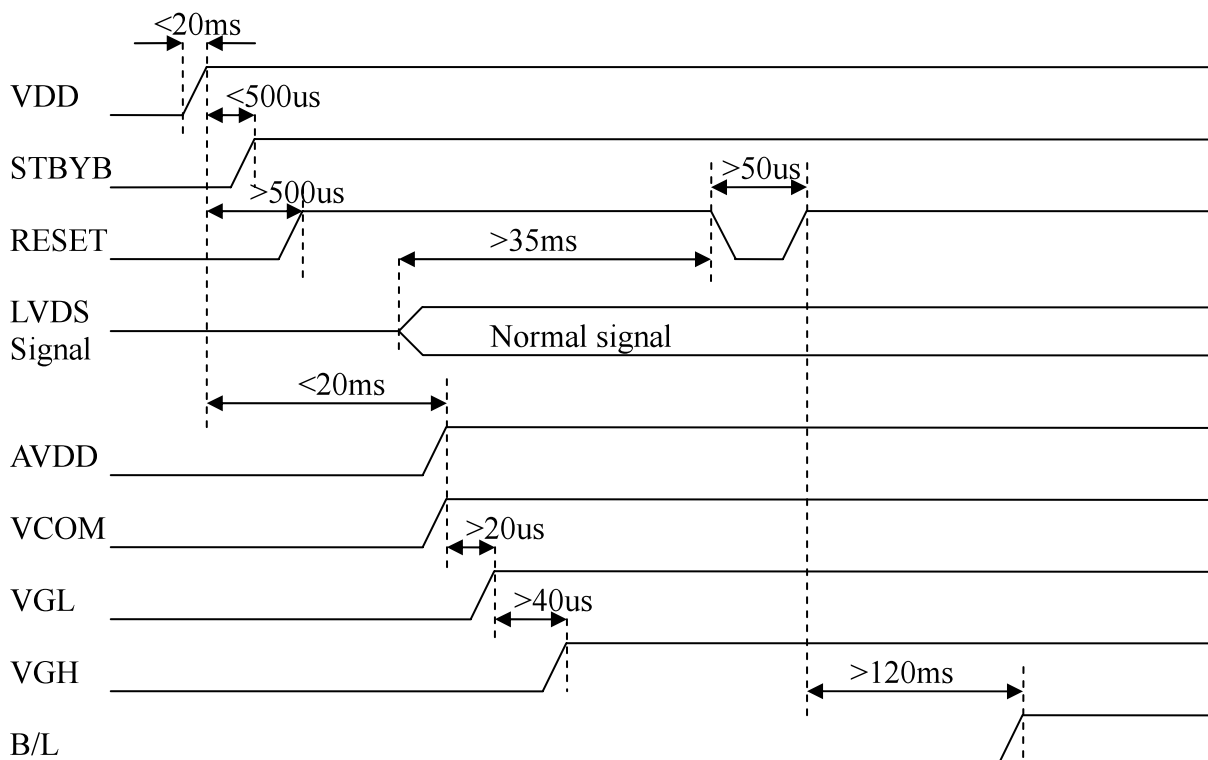 <20ms
VDD
<500us
STBYB
>500us
>50us
RESET
>35ms
LVDS
Signal
Normal signal
<20ms
AVDD
VCOM
>20us
VGL
>40us
VGH
>120ms
B/L